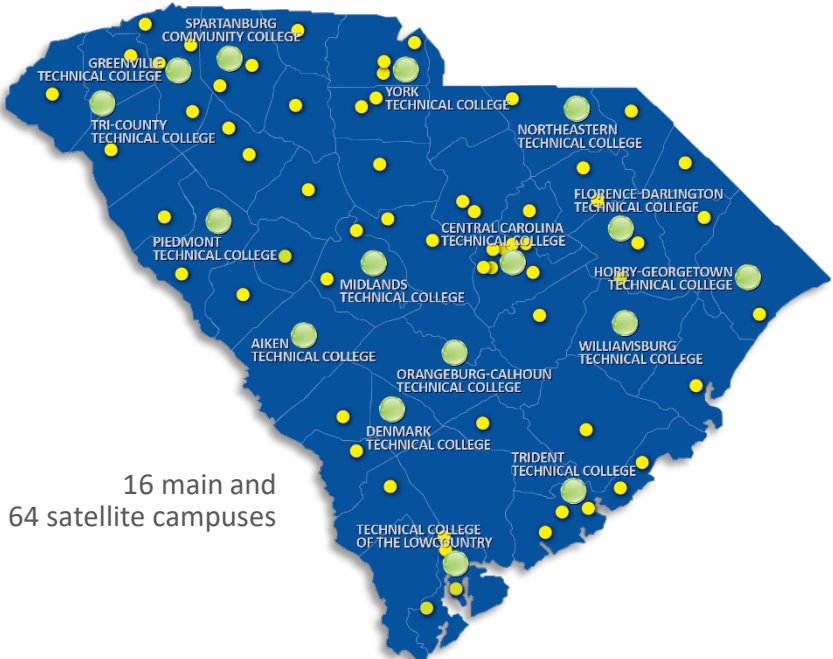 SPARTANBURG
COMMUNITY COLLEGE
GREENVILLE
TECHNICAL COLLEGE
YORK
TECHNICAL COLLEGE
TRI-COUNTY
TECHNICAL COLLEGE
NORTHEASTERN
TECHNICAL COLLEGE
FLORENCE-DARLINGTON
TECHNICAL COLLEGE
PIEDMONT
TECHNICAL COLLEGE
CENTRAL CAROLINA
TECHNICAL COLLEGE
MIDLANDS
TECHNICAL COLLEGE
HORRY-GEORGETOWN
TECHNICAL COLLEGE
AIKEN
TECHNICAL COLLEGE
WILLIAMSBURG
TECHNICAL COLLEGE
ORANGEBURG-CALHOUN
TECHNICAL COLLEGE
DENMARK
TECHNICAL COLLEGE
TRIDENT
TECHNICAL COLLEGE
16 main and
64 satellite campuses
TECHNICAL COLLEGE
OF THE LOWCOUNTRY